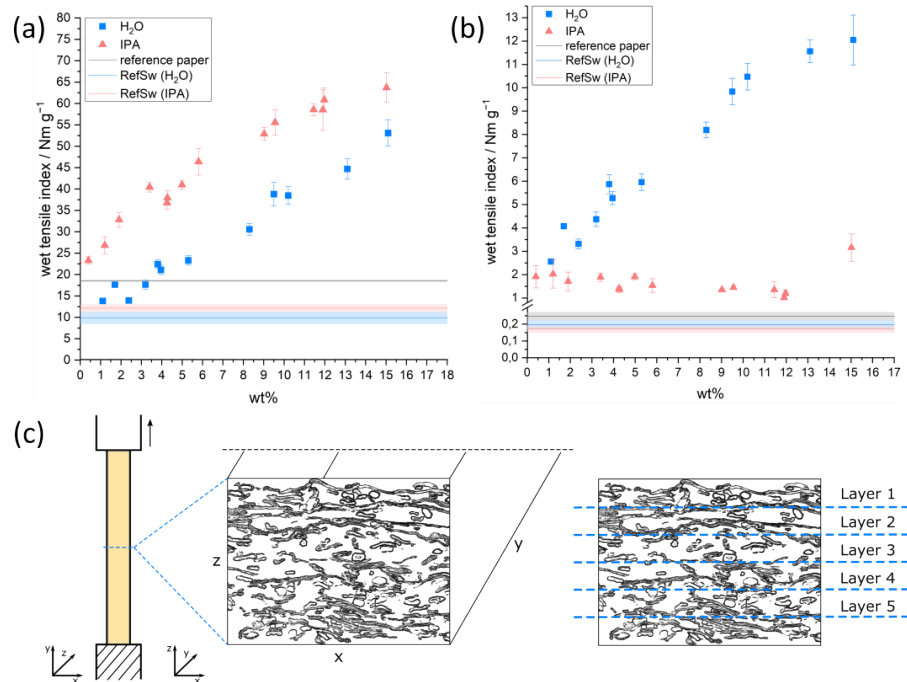 (a)
H₂O
IPA
reference paper
RefSw (H₂O)
RefSw (IPA)
wet tensile index / Nm g⁻¹
80
75
70
65
60
55
50
45
40
35
30
25
20
15
10
5
0
0 1 2 3 4 5 6 7 8 9 10 11 12 13 14 15 16 17 18
wt%
(b)
H₂O
IPA
reference paper
RefSw (H₂O)
RefSw (IPA)
wet tensile index / Nm g⁻¹
13
12
11
10
9
8
7
6
5
4
3
2
1
0,2
0,0
0 1 2 3 4 5 6 7 8 9 10 11 12 13 14 15 16 17 18
wt%
(c)
z
x
y
y
z
x
z
y
x
Layer 1
Layer 2
Layer 3
Layer 4
Layer 5